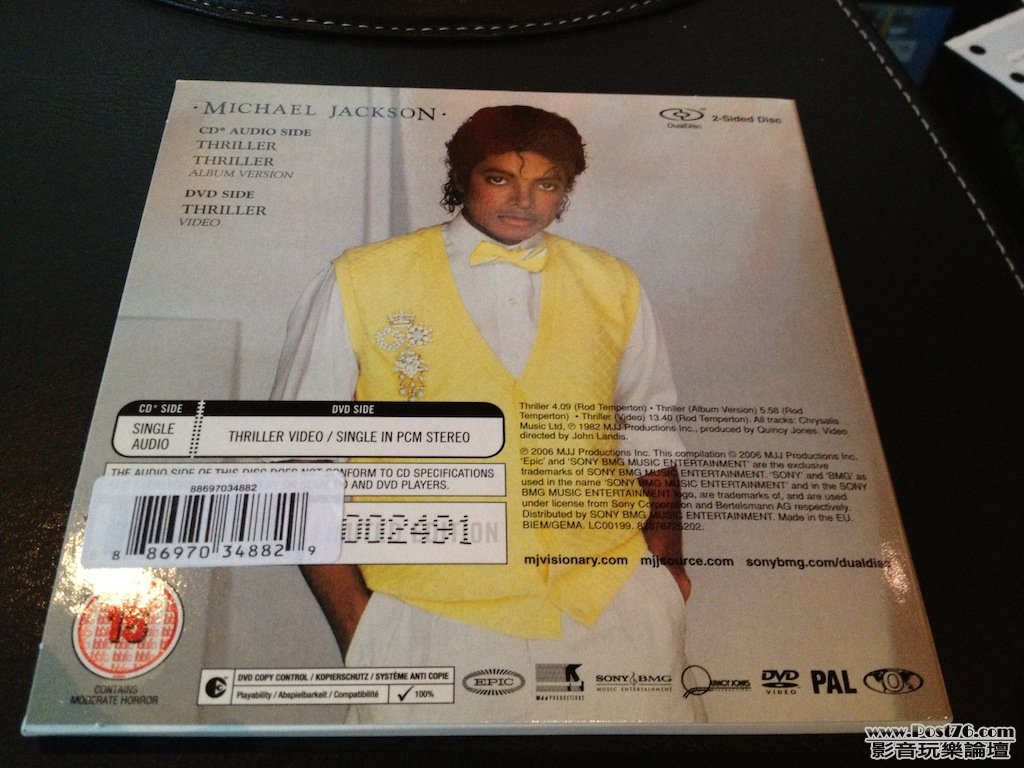 · MICHAEL JACKSON ·
CD* AUDIO SIDE
THRILLER
THRILLER
ALBUM VERSION
DVD SIDE
THRILLER
VIDEO
DualDisc
2-Sided Disc
CD* SIDE
DVD SIDE
SINGLE
AUDIO
THRILLER VIDEO / SINGLE IN PCM STEREO
THE AUDIO SIDE OF THIS DISC DOES NOT CONFORM TO CD SPECIFICATIONS
AND DVD PLAYERS.
88697034882
8 86970 34882 9
002491
Thriller 4.09 (Rod Temperton) • Thriller (Album Version) 5.58 (Rod
Temperton) • Thriller (Video) 13.40 (Rod Temperton). All tracks: Chrysalis
Music Ltd, ℗ 1982 MJJ Productions Inc., produced by Quincy Jones. Video
directed by John Landis.
℗ 2006 MJJ Productions Inc. This compilation © 2006 MJJ Productions Inc.
'Epic' and 'SONY BMG MUSIC ENTERTAINMENT' are the exclusive
trademarks of SONY BMG MUSIC ENTERTAINMENT. 'SONY' and 'BMG' as
used in the name 'SONY BMG MUSIC ENTERTAINMENT' and in the SONY
BMG MUSIC ENTERTAINMENT logo, are trademarks of, and are used
under license from Sony Corporation and Bertelsmann AG respectively.
Distributed by SONY BMG MUSIC ENTERTAINMENT. Made in the EU.
BIEM/GEMA. LC00199. 82876725202.
mjvisionary.com mjjsource.com sonybmg.com/dualdisc
15
CONTAINS
MODERATE HORROR
DVD COPY CONTROL / KOPIERSCHUTZ / SYSTÈME ANTI COPIE
Playability / Abspielbarkeit / Compatibilité
✓ 100%
EPIC
MJJ PRODUCTIONS
SONY BMG
MUSIC ENTERTAINMENT
QUINCY JONES
DVD
VIDEO
PAL
www.Post76.com
影音玩樂論壇